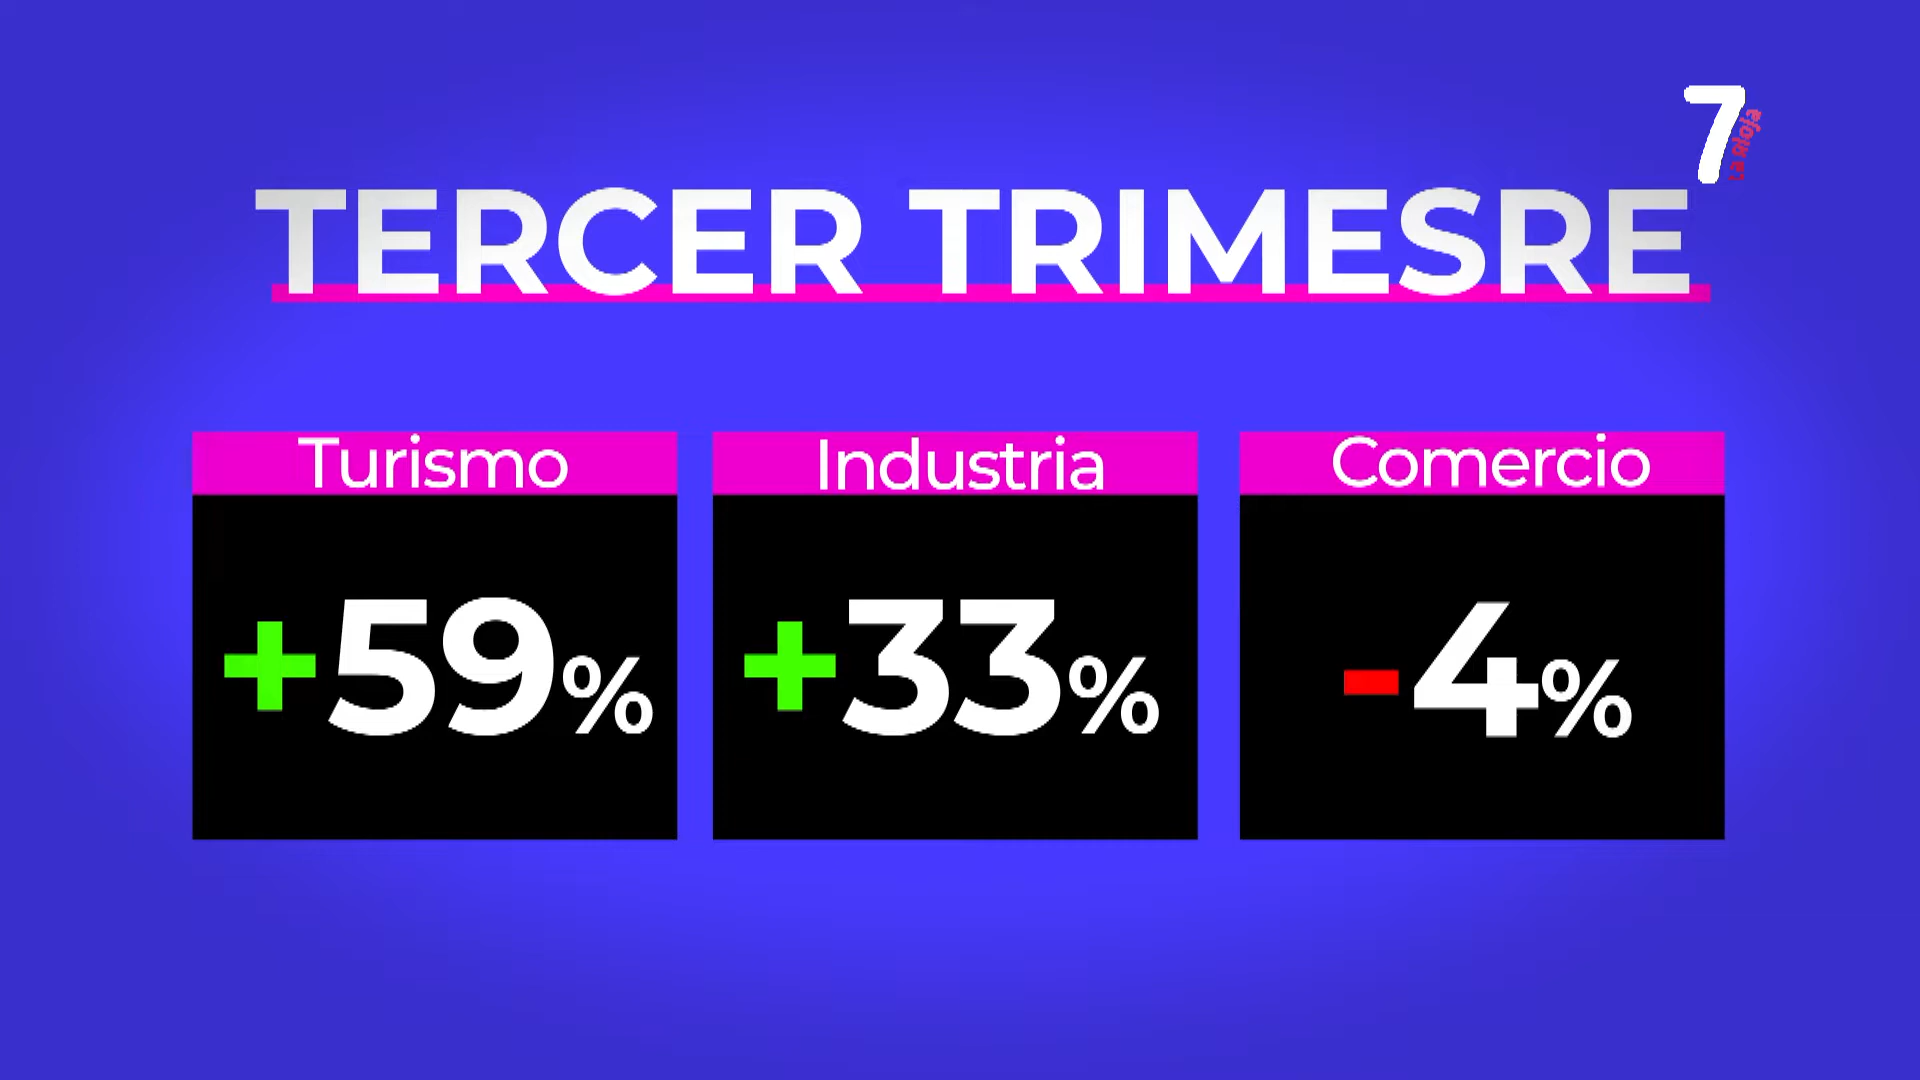 7
La Rioja
TERCER TRIMESRE
Turismo
+59%
Industria
+33%
Comercio
-4%